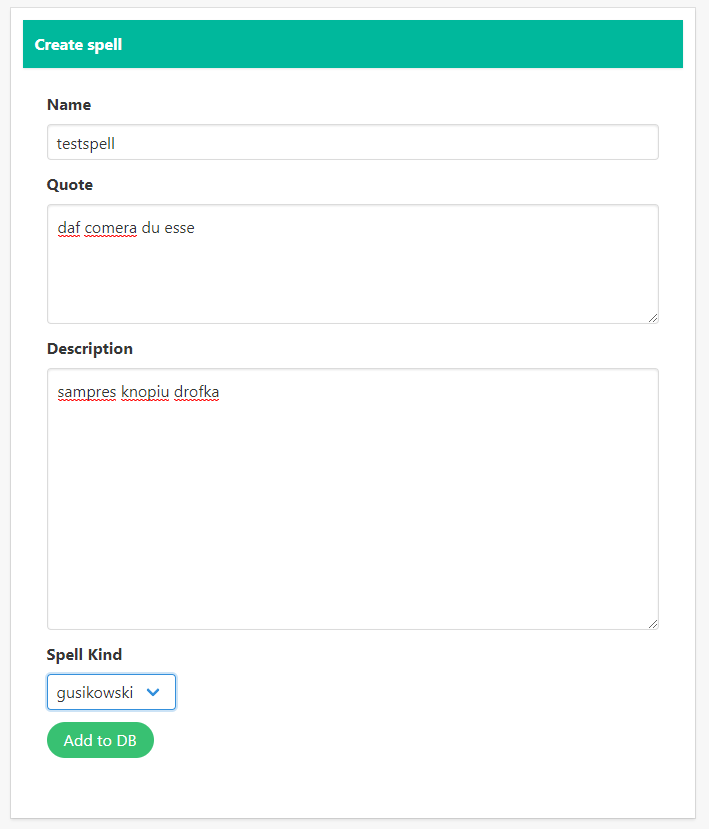 Create spell
Name
testspell
Quote
daf comera du esse
Description
sampres knopiu drofka
Spell Kind
gusikowski
Add to DB